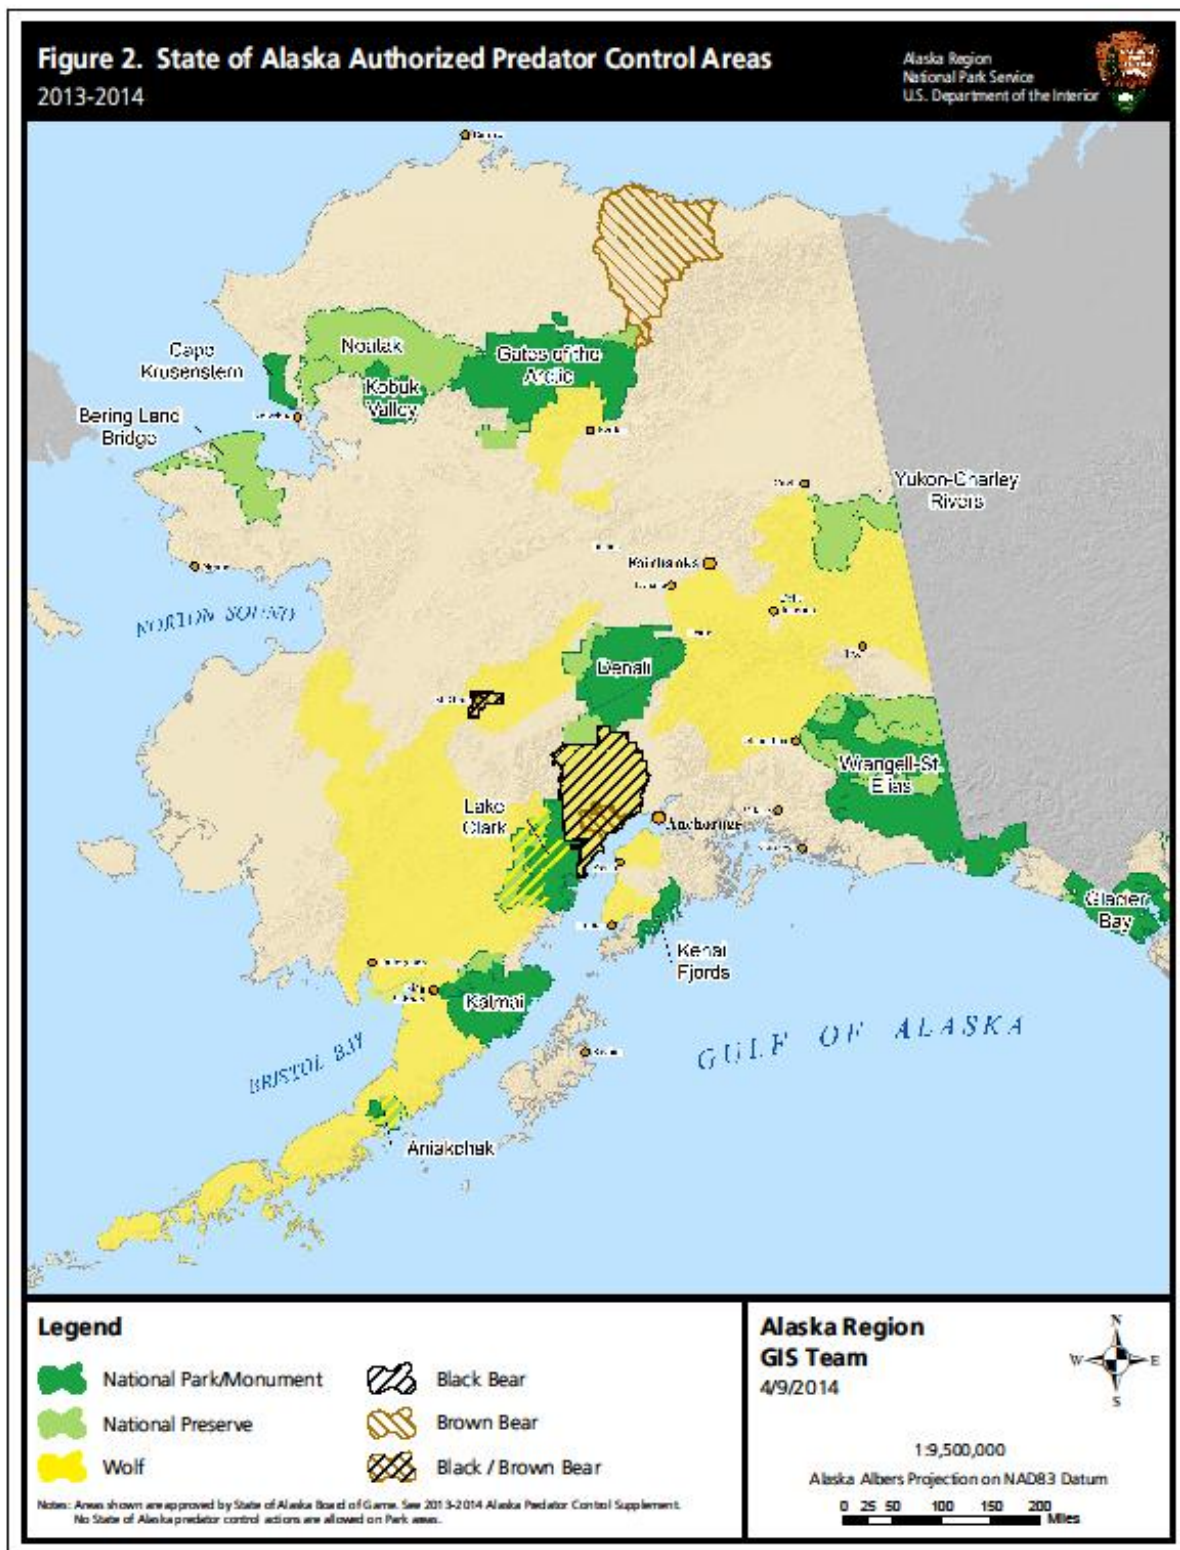 Figure 2. State of Alaska Authorized Predator Control Areas
2013-2014
Alaska Region
National Park Service
U.S. Department of the Interior
Noatak
Gates of the
Arctic
Cape
Krusenstern
Kobuk
Valley
Bering Land
Bridge
Yukon-Charley
Rivers
Fairbanks
NORTON SOUND
Denali
Wrangell-St.
Elias
Lake
Clark
Anchorage
Glacier
Bay
Kenai
Fjords
Katmai
GULF OF ALASKA
BRISTOL BAY
Aniakchak
Legend
National Park/Monument
National Preserve
Wolf
Black Bear
Brown Bear
Black / Brown Bear
Notes: Areas shown are approved by State of Alaska Board of Game. See 2013-2014 Alaska Predator Control Supplement.
No State of Alaska predator control actions are allowed on Park areas.
Alaska Region
GIS Team
4/9/2014
N
W E
S
1:9,500,000
Alaska Albers Projection on NAD83 Datum
0 25 50 100 150 200
Miles